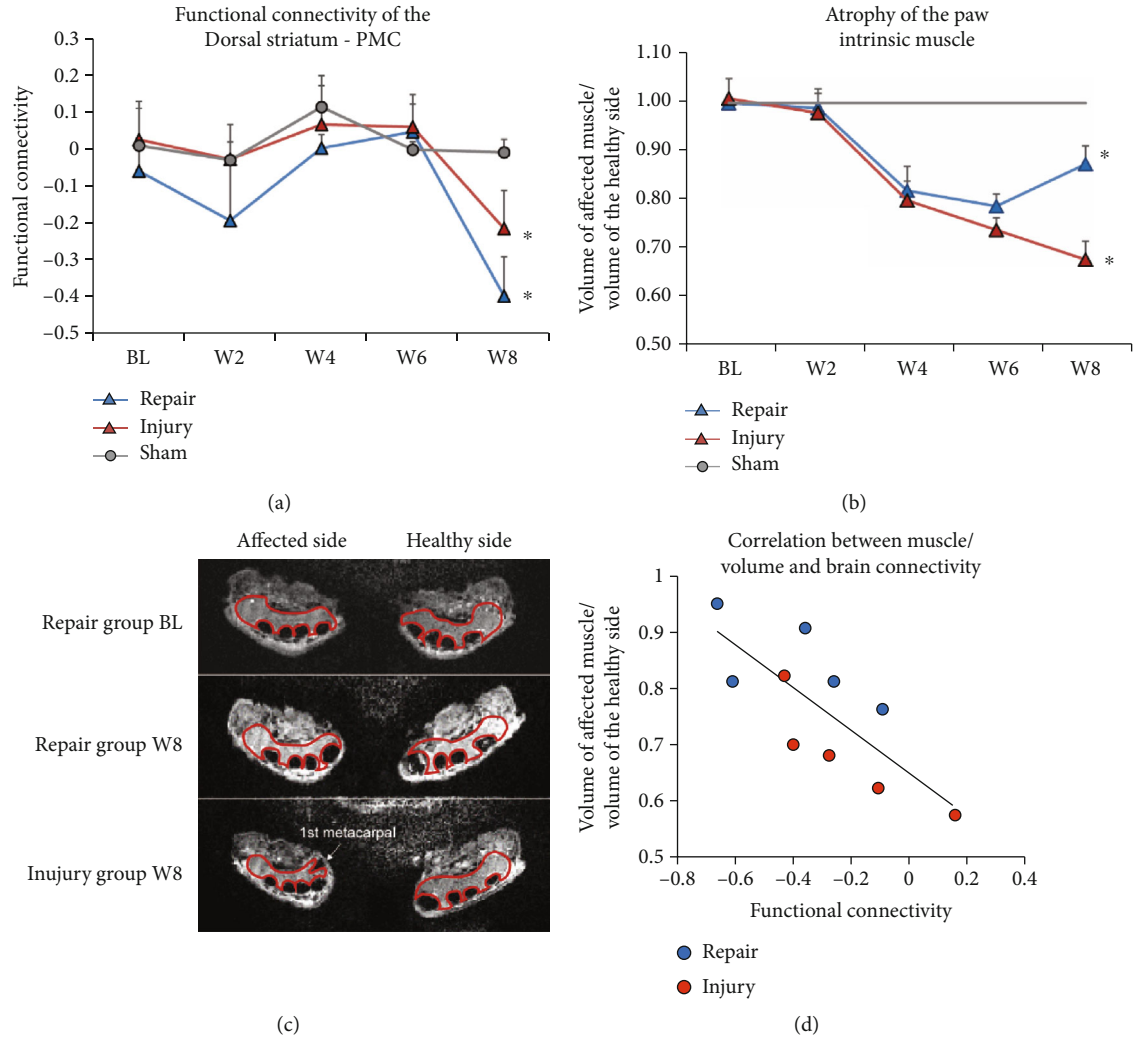 Functional connectivity of the
Dorsal striatum - PMC
Functional connectivity
0.3
0.2
0.1
0
−0.1
−0.2
−0.3
−0.4
−0.5
*
*
BL
W2
W4
W6
W8
Repair
Injury
Sham
(a)
Atrophy of the paw
intrinsic muscle
Volume of affected muscle/
volume of the healthy side
1.10
1.00
0.90
0.80
0.70
0.60
0.50
*
*
BL
W2
W4
W6
W8
Repair
Injury
Sham
(b)
Affected side
Healthy side
Repair group BL
Repair group W8
Inujury group W8
1st metacarpal
(c)
Correlation between muscle/
volume and brain connectivity
Volume of affected muscle/
volume of the healthy side
1
0.9
0.8
0.7
0.6
0.5
−0.8
−0.6
−0.4
−0.2
0
0.2
0.4
Functional connectivity
Repair
Injury
(d)